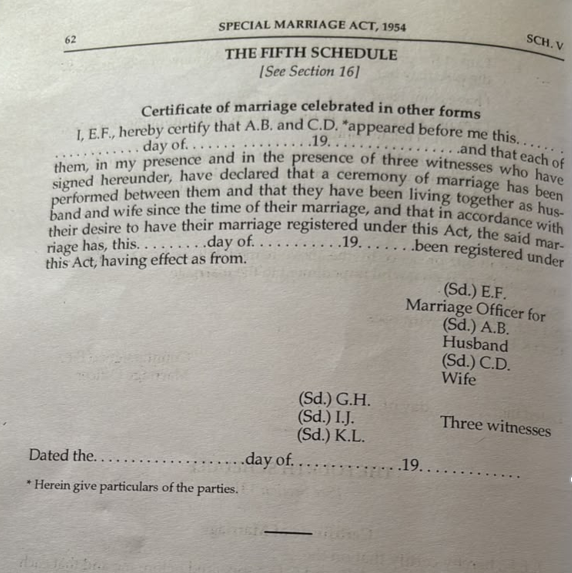 62
SPECIAL MARRIAGE ACT, 1954
SCH. V
THE FIFTH SCHEDULE
[See Section 16]
Certificate of marriage celebrated in other forms
I, E.F., hereby certify that A.B. and C.D. *appeared before me this.......
............ day of. . . . . . . . . . . . .19. . . . . . . . . . . . . .and that each of
them, in my presence and in the presence of three witnesses who have
signed hereunder, have declared that a ceremony of marriage has been
performed between them and that they have been living together as hus-
band and wife since the time of their marriage, and that in accordance with
their desire to have their marriage registered under this Act, the said mar-
riage has, this. . . . . . . . .day of. . . . . . . . . . .19. . . . . . .been registered under
this Act, having effect as from.
(Sd.) E.F.
Marriage Officer for
(Sd.) A.B.
Husband
(Sd.) C.D.
Wife
(Sd.) G.H.
(Sd.) I.J. Three witnesses
(Sd.) K.L.
Dated the. . . . . . . . . . . . . . . . . . .day of. . . . . . . . . . . . . .19. . . . . . . . . . . . .
* Herein give particulars of the parties.